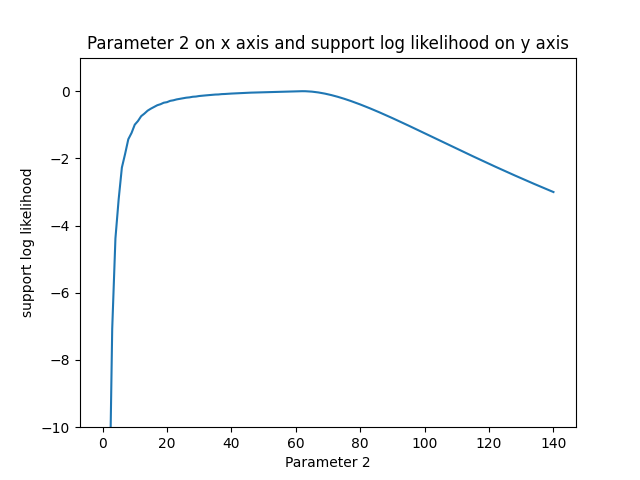 Parameter 2 on x axis and support log likelihood on y axis
support log likelihood
0
−2
−4
−6
−8
−10
0 20 40 60 80 100 120 140
Parameter 2